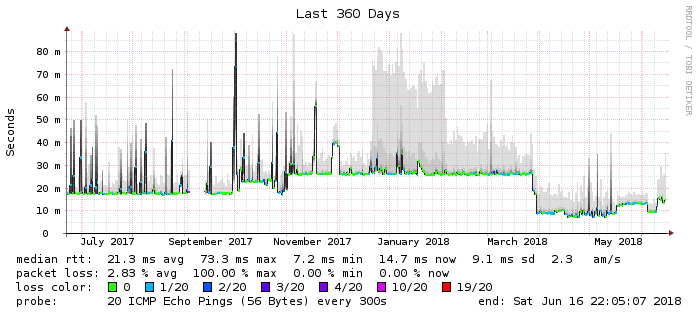 Last 360 Days
RRDTOOL / TOBI OETIKER
Seconds
80 m
70 m
60 m
50 m
40 m
30 m
20 m
10 m
0
July 2017 September 2017 November 2017 January 2018 March 2018 May 2018
median rtt: 21.3 ms avg 73.3 ms max 7.2 ms min 14.7 ms now 9.1 ms sd 2.3 am/s
packet loss: 2.83 % avg 100.00 % max 0.00 % min 0.00 % now
loss color: 0 1/20 2/20 3/20 4/20 10/20 19/20
probe: 20 ICMP Echo Pings (56 Bytes) every 300s end: Sat Jun 16 22:05:07 2018